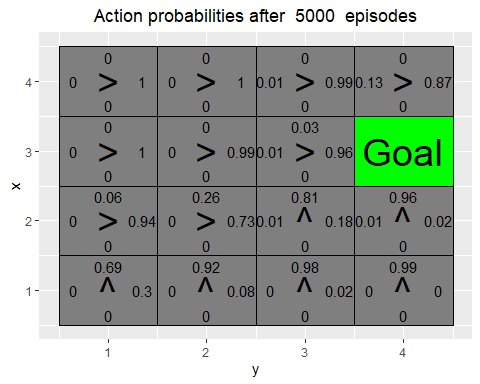 Action probabilities after 5000 episodes
0 0 0 0
4 0 > 1 0 > 1 0.01 > 0.99 0.13 > 0.87
0 0 0 0
0 0 0.03
3 0 > 1 0 > 0.99 0.01 > 0.96 Goal
0 0 0
x
0.06 0.26 0.81 0.96
2 0 > 0.94 0 > 0.73 0.01 ^ 0.18 0.01 ^ 0.02
0 0 0 0
0.69 0.92 0.98 0.99
1 0 ^ 0.3 0 ^ 0.08 0 ^ 0.02 0 ^ 0
0 0 0 0
1 2 3 4
y